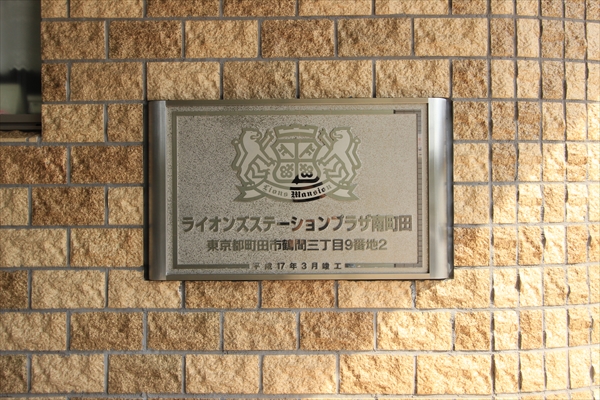 Lions Mansion
ライオンズステーションプラザ南町田
東京都町田市鶴間三丁目9番地2
平成17年3月竣工